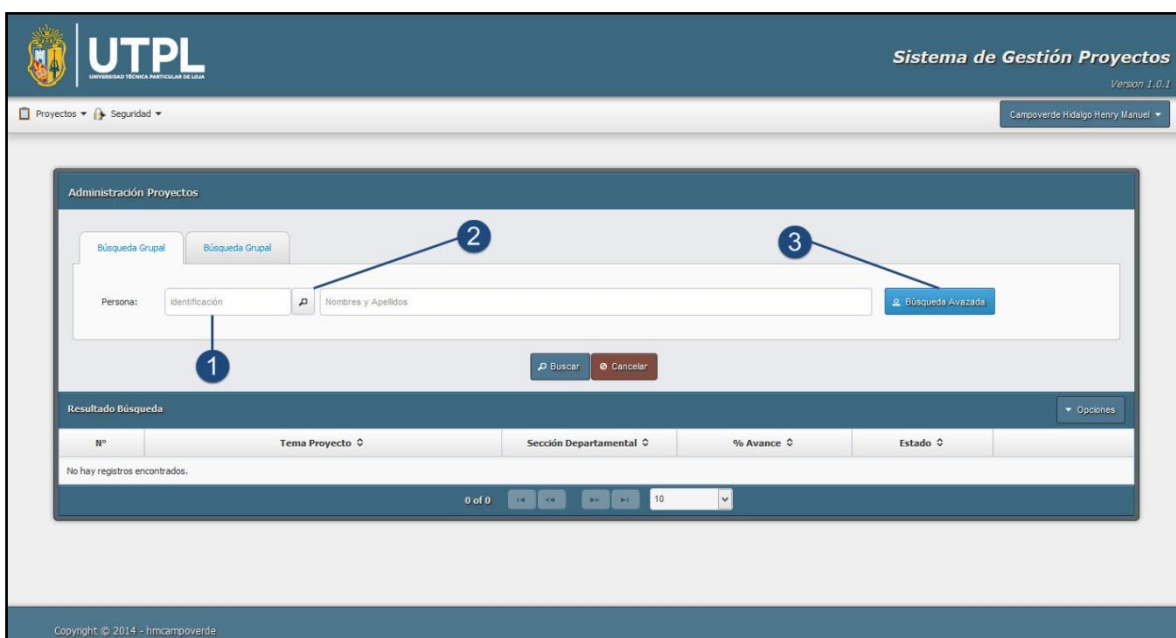 UTPL
UNIVERSIDAD TÉCNICA PARTICULAR DE LOJA
Sistema de Gestión Proyectos
Version 1.0.1
Proyectos Seguridad
Campoverde Hidalgo Henry Manuel
Administración Proyectos
Búsqueda Grupal Búsqueda Grupal
2
3
Persona: Identificación Nombres y Apellidos Búsqueda Avazada
1
Buscar Cancelar
Resultado Búsqueda Opciones
Nº Tema Proyecto Sección Departamental % Avance Estado
No hay registros encontrados.
0 of 0 10
Copyright © 2014 - hmcampoverde